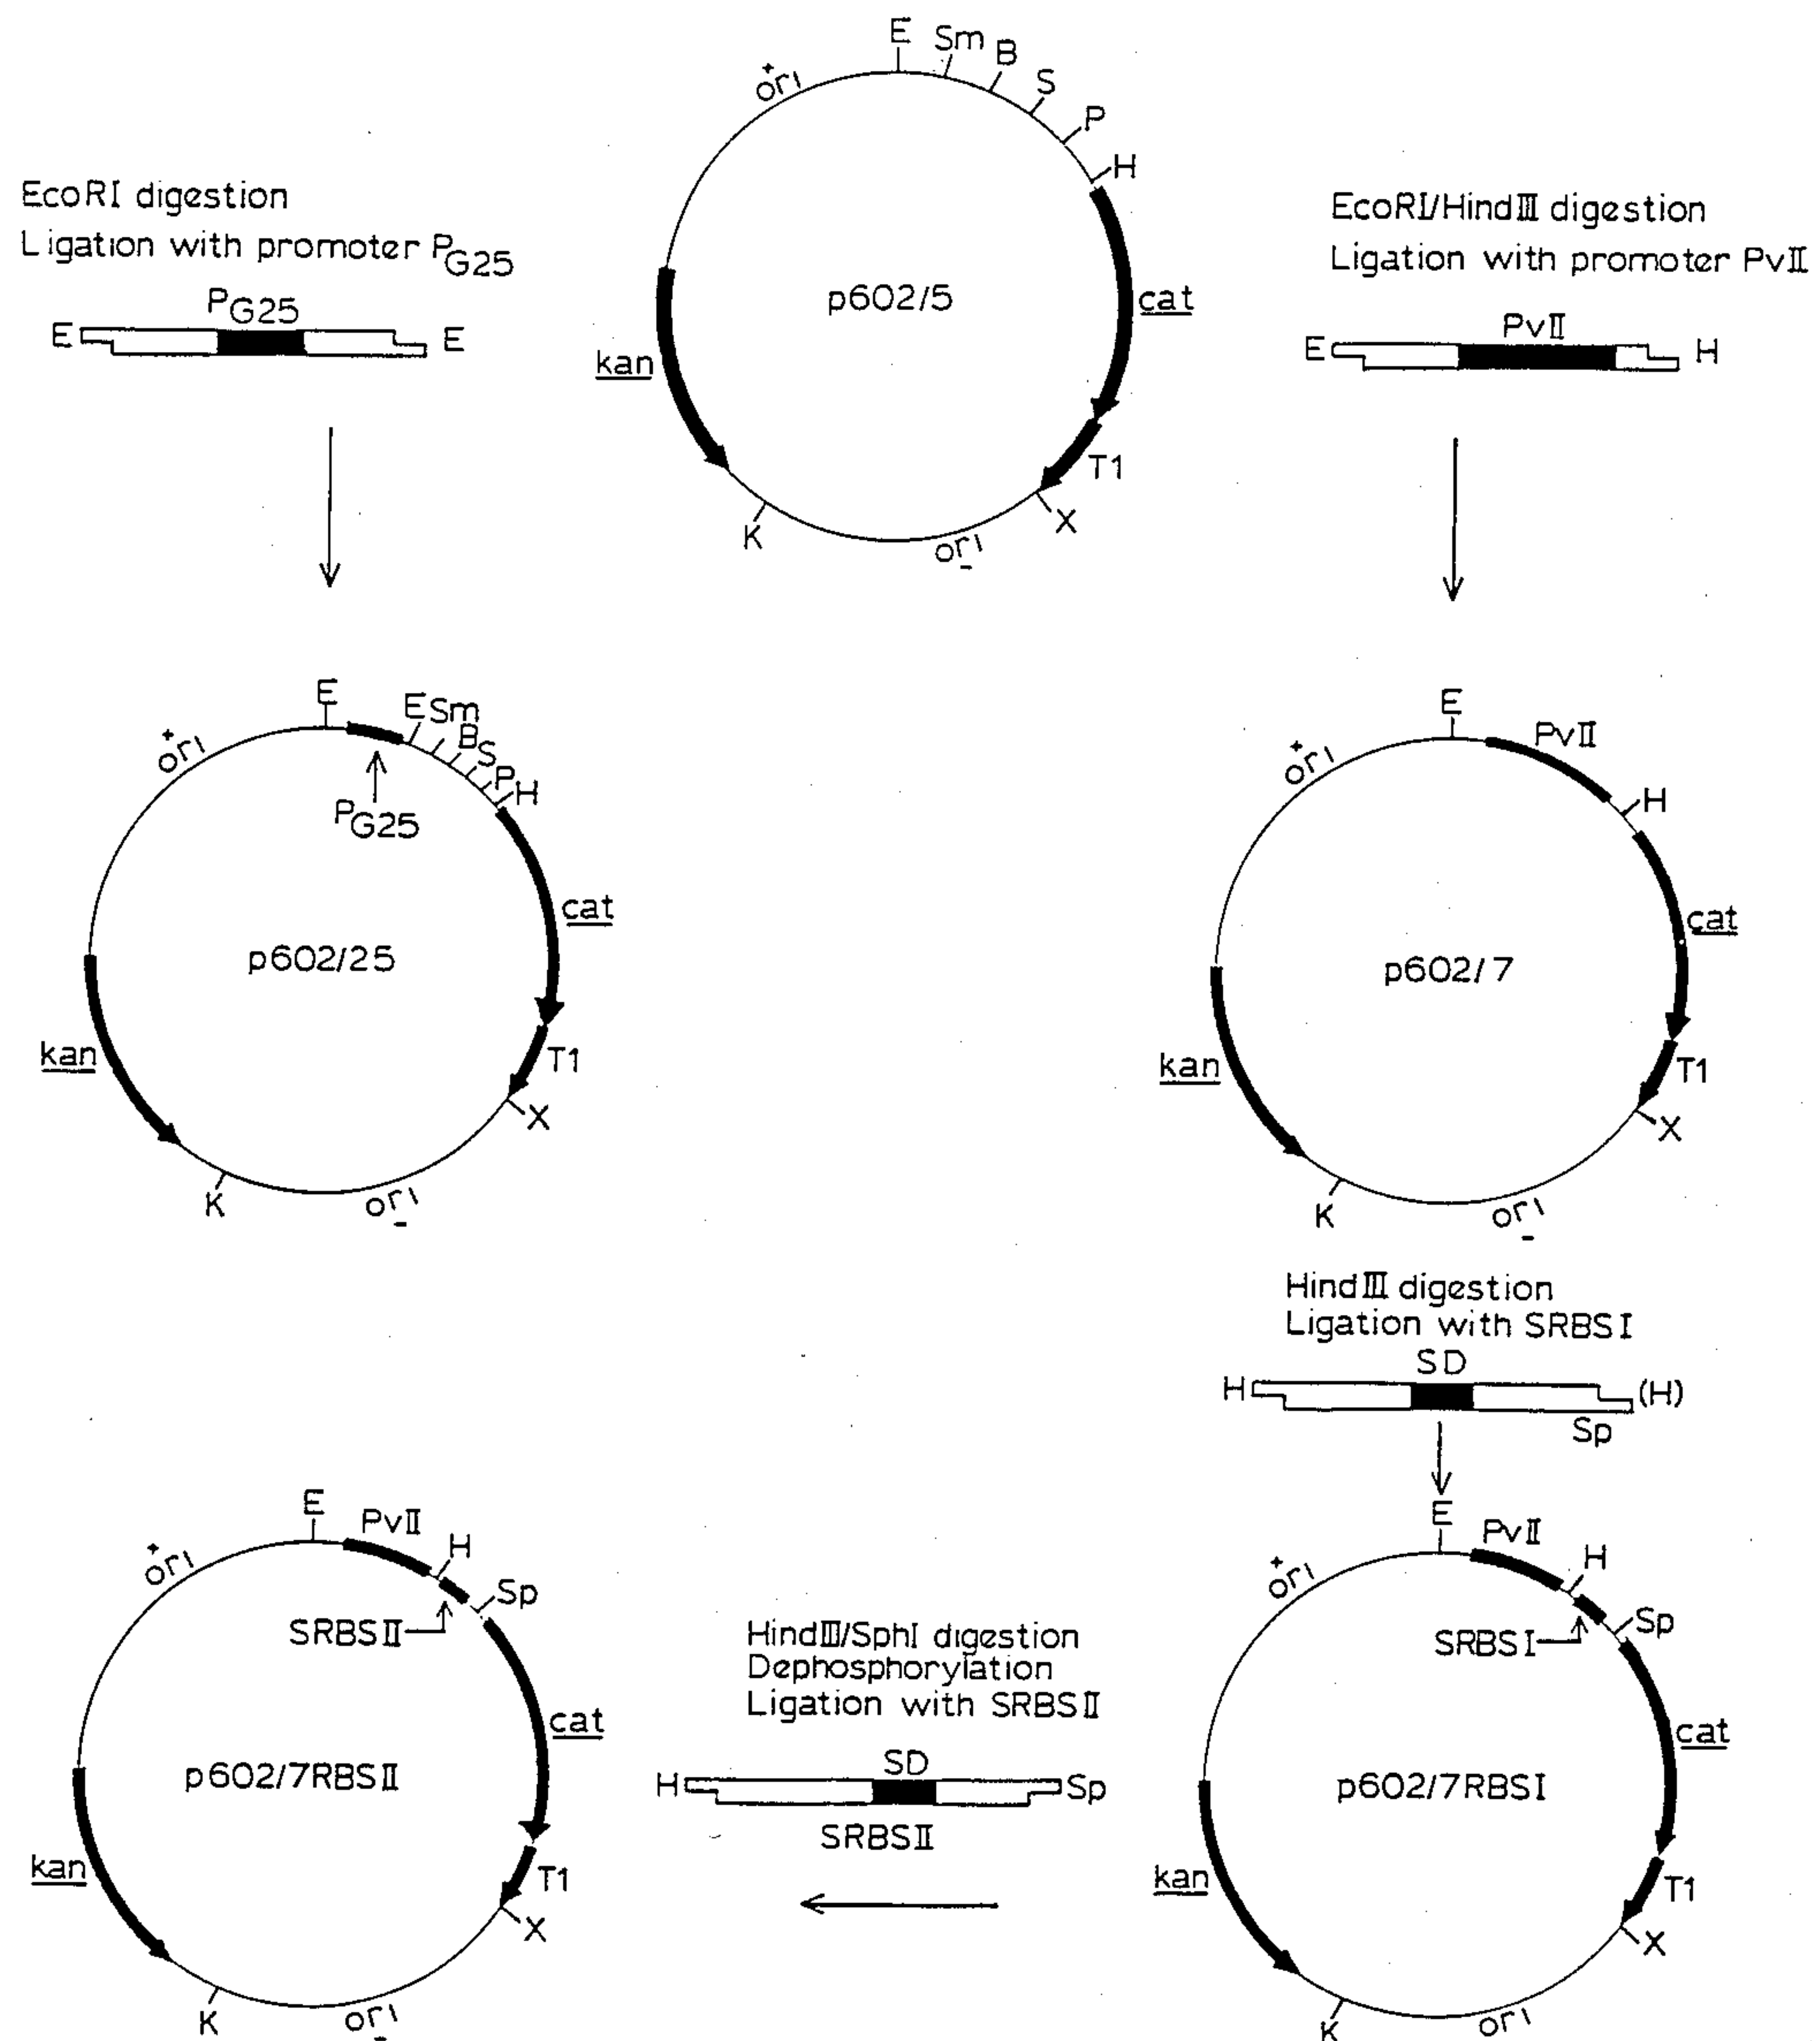 E
Sm
B
S
P
H
+
ori
p602/5
cat
kan
T1
X
K
ori
-
EcoRI digestion
Ligation with promoter PG25
PG25
E
E
EcoRI/HindIII digestion
Ligation with promoter PvII
PvII
E
H
E
E
Sm
B
S
P
H
+
ori
PG25
p602/25
cat
kan
T1
X
K
ori
-
E
PvII
H
+
ori
p602/7
cat
kan
T1
X
K
ori
-
HindIII digestion
Ligation with SRBSI
SD
H
(H)
Sp
E
PvII
H
Sp
+
ori
SRBSI
p602/7RBSI
cat
kan
T1
X
K
ori
HindIII/SphI digestion
Dephosphorylation
Ligation with SRBSII
SD
H
Sp
SRBSII
E
PvII
H
Sp
+
ori
SRBSII
p602/7RBSII
cat
kan
T1
X
K
ori
-